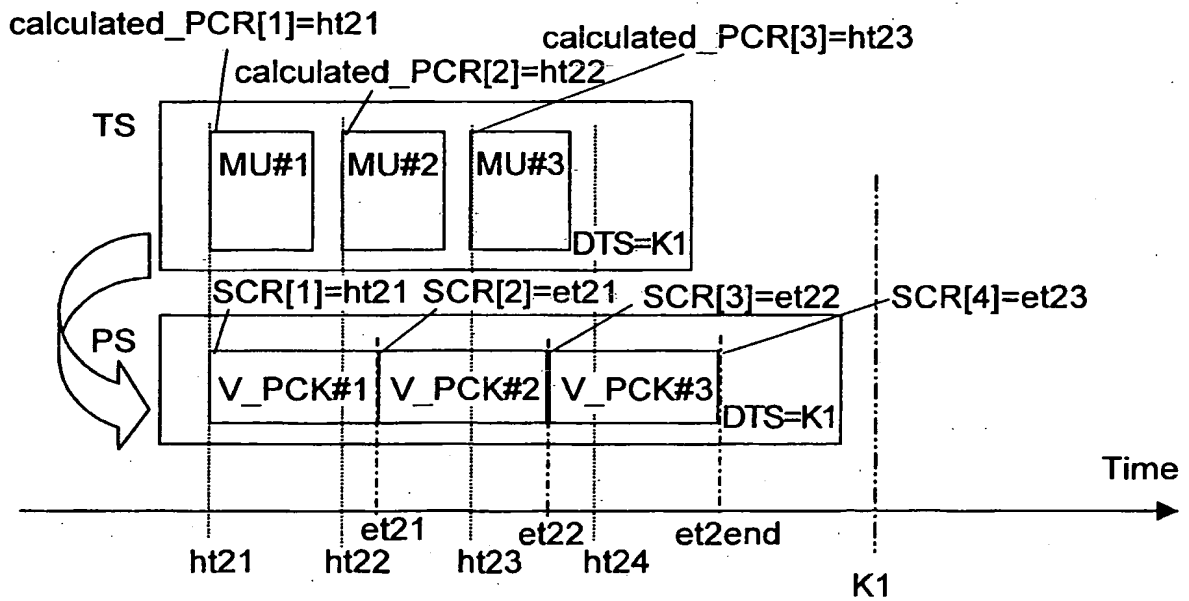 calculated_PCR[1]=ht21
calculated_PCR[3]=ht23
calculated_PCR[2]=ht22
TS
MU#1 MU#2 MU#3
DTS=K1
SCR[1]=ht21 SCR[2]=et21 SCR[3]=et22 SCR[4]=et23
PS
V_PCK#1 V_PCK#2 V_PCK#3
DTS=K1
Time
et21 et22 et2end
ht21 ht22 ht23 ht24
K1